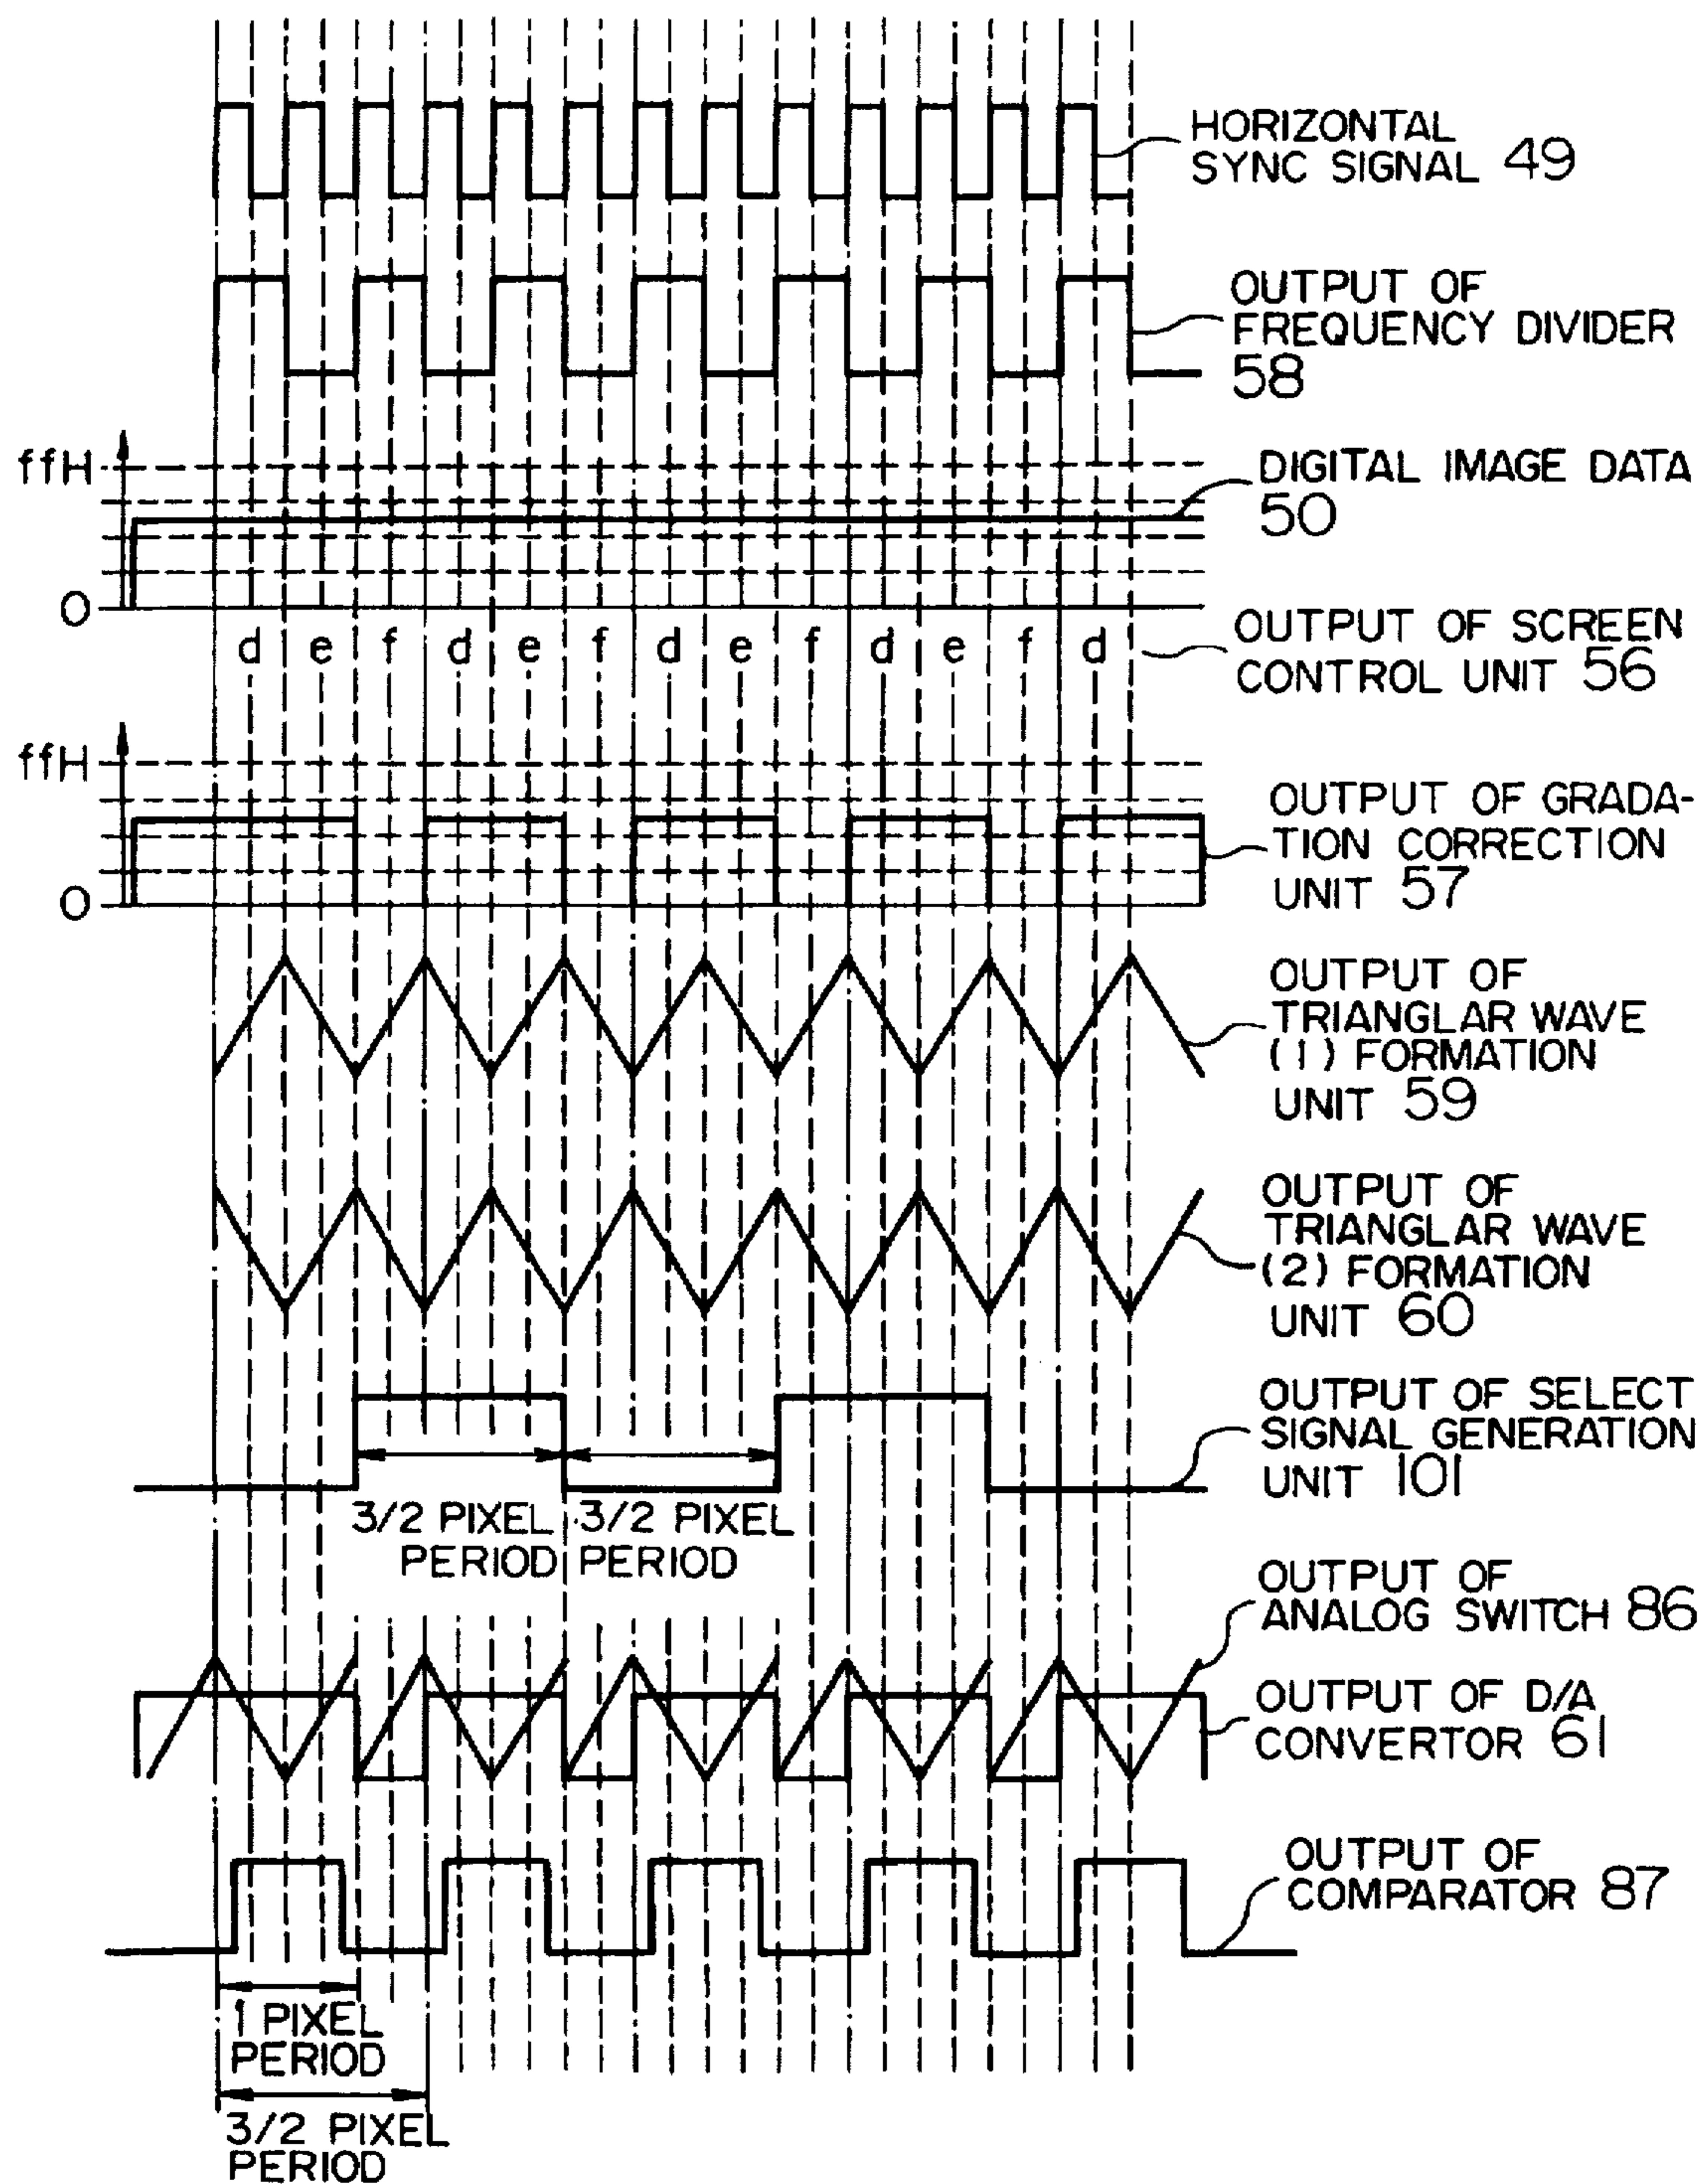 HORIZONTAL
SYNC SIGNAL 49
OUTPUT OF
FREQUENCY DIVIDER
58
ffH
DIGITAL IMAGE DATA
50
0
d e f d e f d e f d e f d
OUTPUT OF SCREEN
CONTROL UNIT 56
ffH
OUTPUT OF GRADA-
TION CORRECTION
UNIT 57
0
OUTPUT OF
TRIANGLAR WAVE
(1) FORMATION
UNIT 59
OUTPUT OF
TRIANGLAR WAVE
(2) FORMATION
UNIT 60
OUTPUT OF SELECT
SIGNAL GENERATION
UNIT 101
3/2 PIXEL
PERIOD
3/2 PIXEL
PERIOD
OUTPUT OF
ANALOG SWITCH 86
OUTPUT OF D/A
CONVERTOR 61
OUTPUT OF
COMPARATOR 87
1 PIXEL
PERIOD
3/2 PIXEL
PERIOD